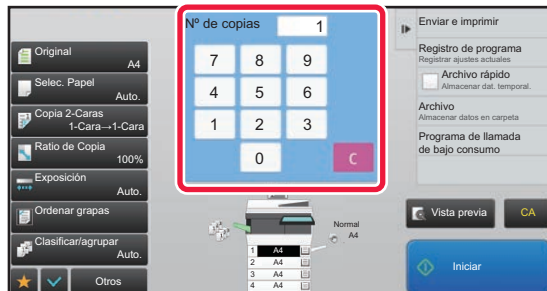 Original
A4
Selec. Papel
Auto.
Copia 2-Caras
1-Cara→1-Cara
Ratio de Copia
100%
Exposición
Auto.
Ordenar grapas
Clasificar/agrupar
Auto.
Otros
Nº de copias 1
7 8 9
4 5 6
1 2 3
0 C
Normal
A4
1 A4
2 A4
3 A4
4 A4
Enviar e imprimir
Registro de programa
Registrar ajustes actuales
Archivo rápido
Almacenar dat. temporal.
Archivo
Almacenar datos en carpeta
Programa de llamada
de bajo consumo
Vista previa
CA
Iniciar